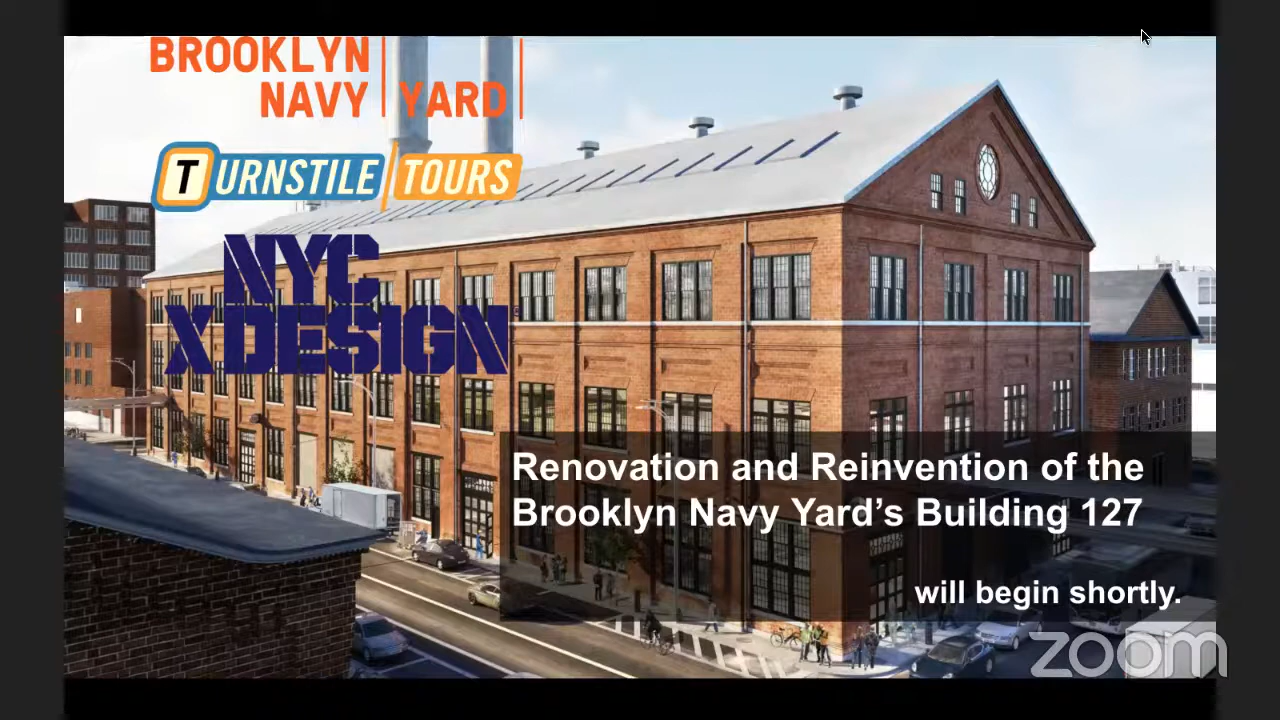 BROOKLYN
NAVY YARD
TURNSTILE TOURS
NYC
XDESIGN
Renovation and Reinvention of the
Brooklyn Navy Yard’s Building 127
will begin shortly.
zoom